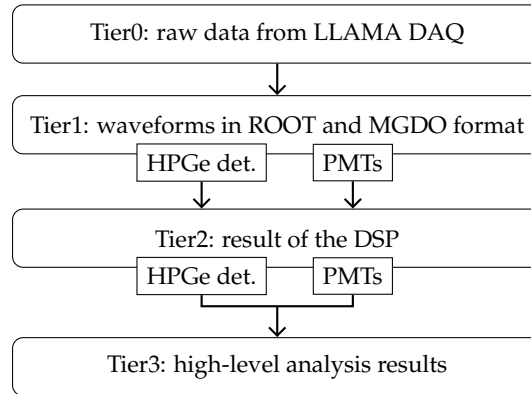 Tier0: raw data from LLAMA DAQ
Tier1: waveforms in ROOT and MGDO format
HPGe det. PMTs
Tier2: result of the DSP
HPGe det. PMTs
Tier3: high-level analysis results